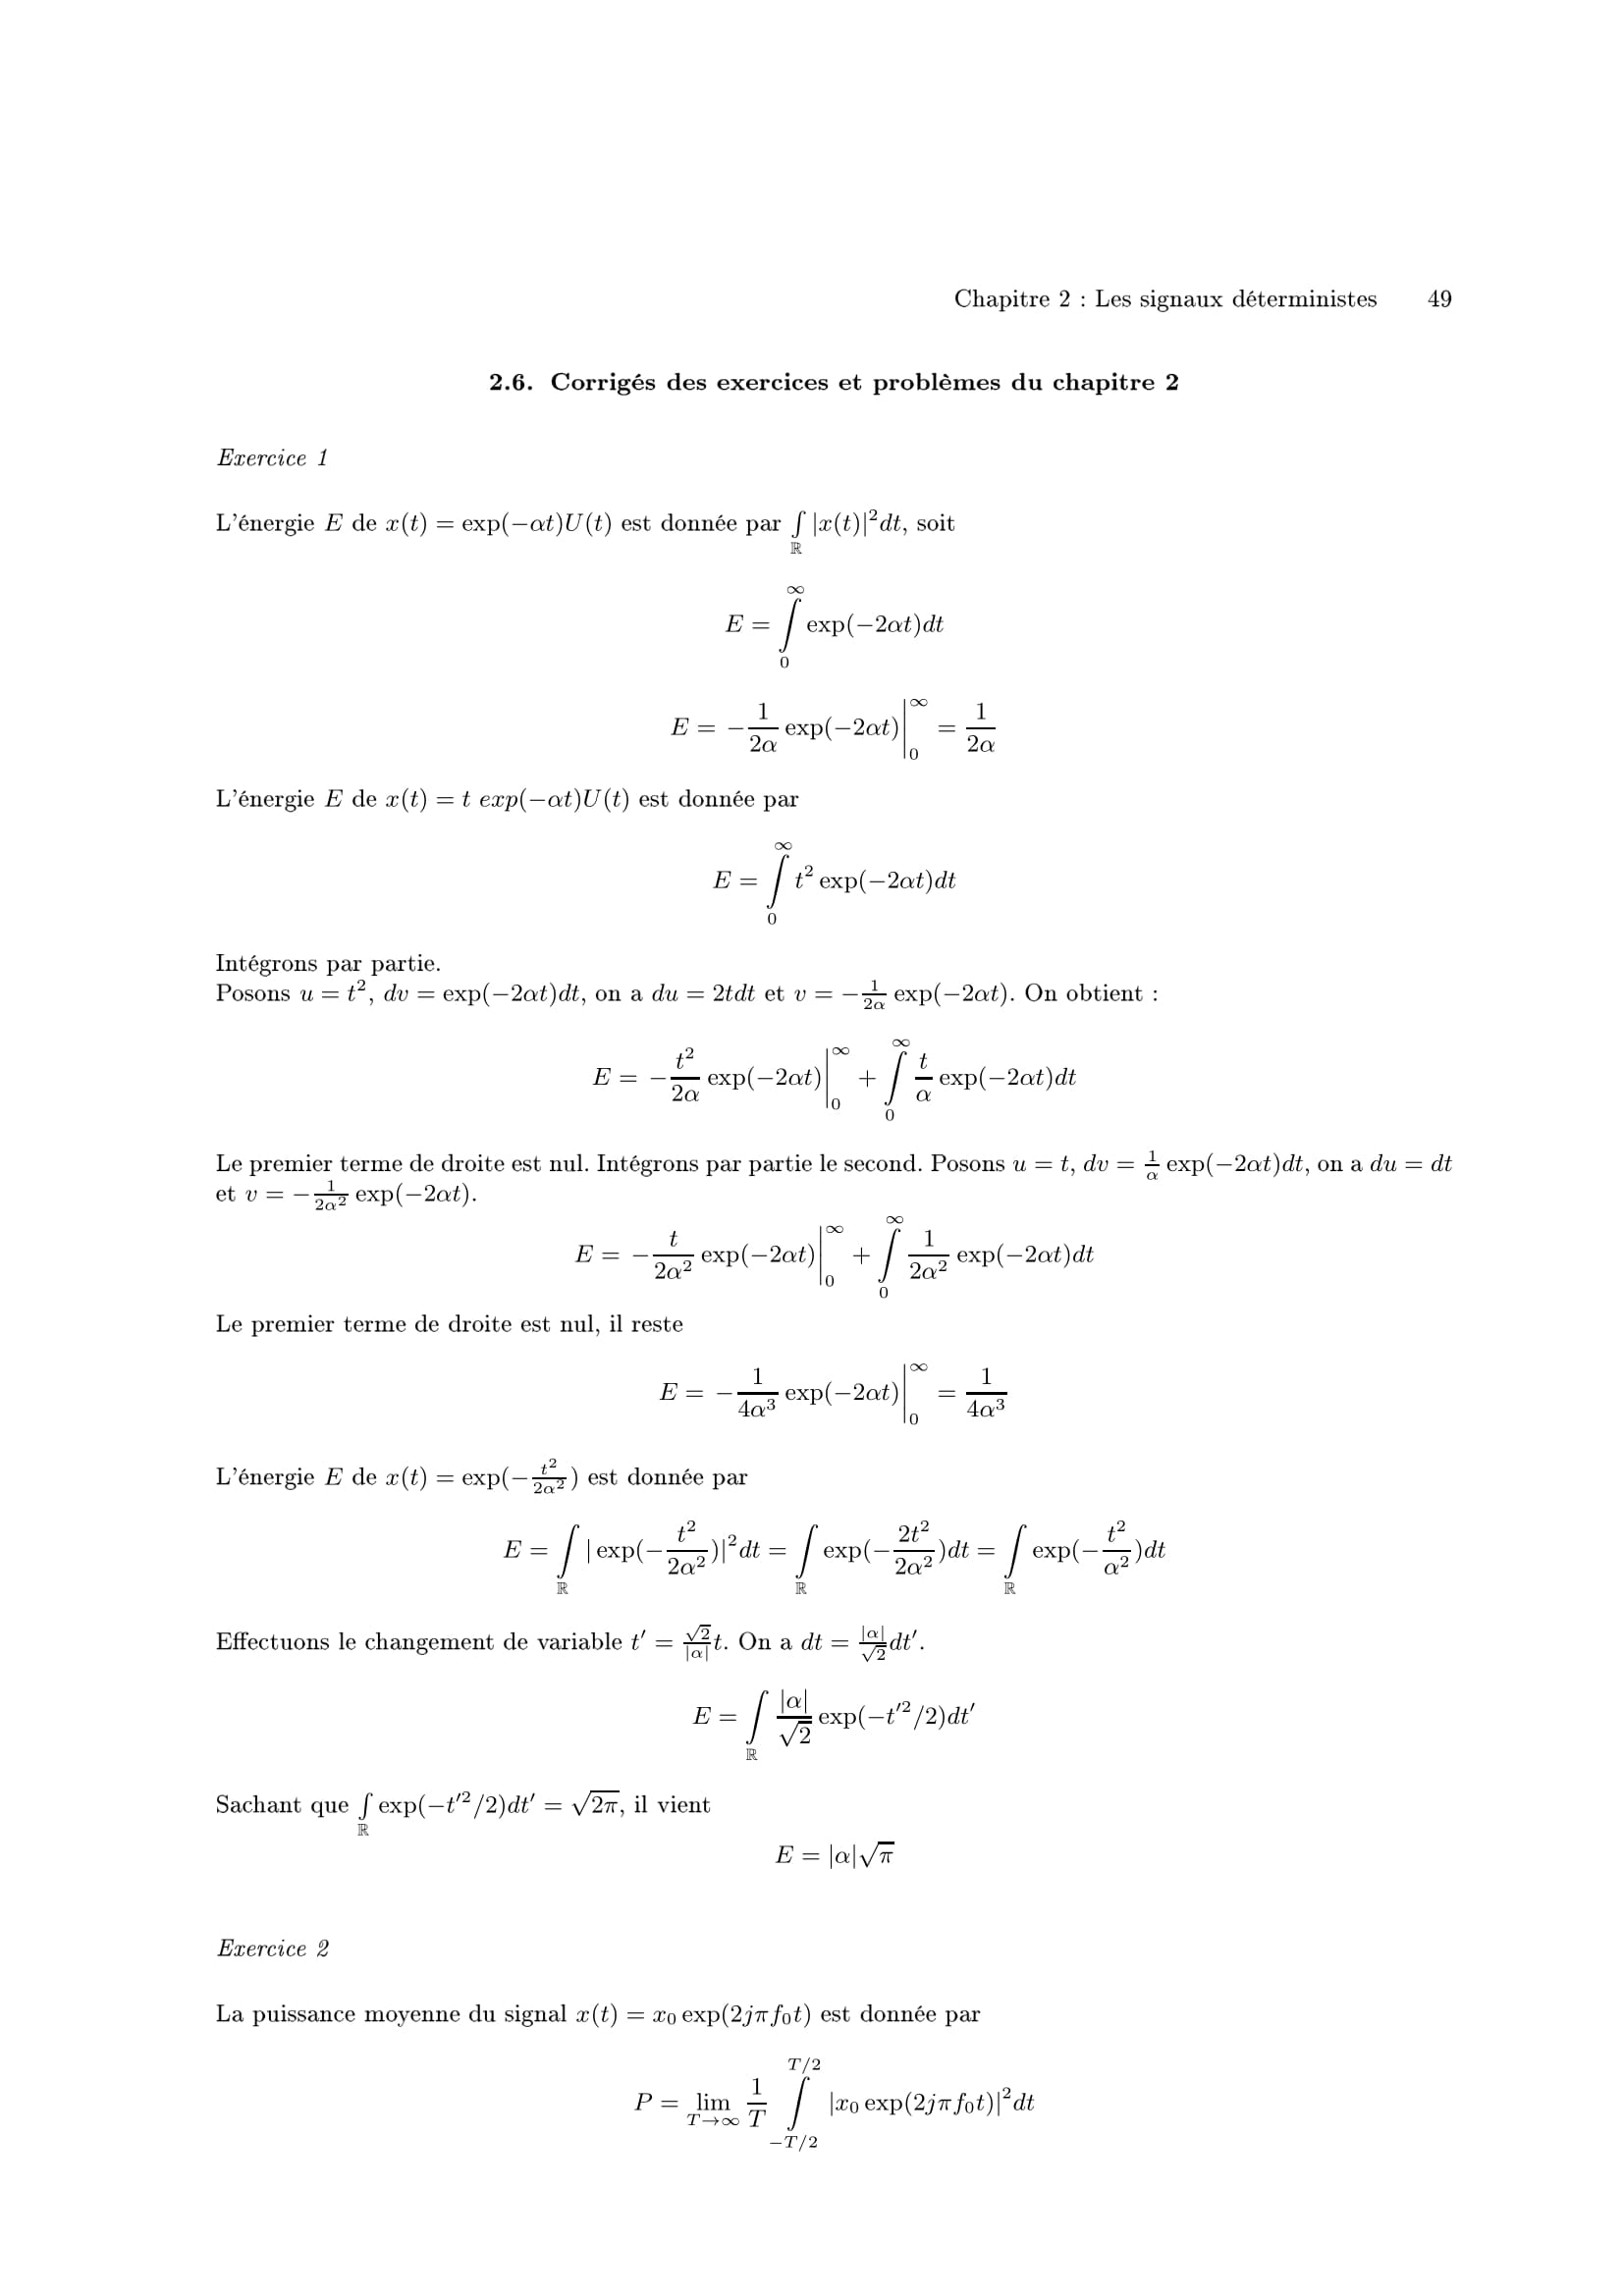 Chapitre 2 : Les signaux déterministes 49
2.6. Corrigés des exercices et problèmes du chapitre 2
Exercice 1
L'énergie $E$ de $x(t) = \exp(-\alpha t)U(t)$ est donnée par $\int_{\mathbb{R}} |x(t)|^2 dt$, soit
$E = \int_0^\infty \exp(-2\alpha t)dt$
$E = -\frac{1}{2\alpha} \exp(-2\alpha t)\Big|_0^\infty = \frac{1}{2\alpha}$
L'énergie $E$ de $x(t) = t\ exp(-\alpha t)U(t)$ est donnée par
$E = \int_0^\infty t^2 \exp(-2\alpha t)dt$
Intégrons par partie.
Posons $u = t^2$, $dv = \exp(-2\alpha t)dt$, on a $du = 2tdt$ et $v = -\frac{1}{2\alpha} \exp(-2\alpha t)$. On obtient :
$E = -\frac{t^2}{2\alpha} \exp(-2\alpha t)\Big|_0^\infty + \int_0^\infty \frac{t}{\alpha} \exp(-2\alpha t)dt$
Le premier terme de droite est nul. Intégrons par partie le second. Posons $u = t$, $dv = \frac{1}{\alpha} \exp(-2\alpha t)dt$, on a $du = dt$
et $v = -\frac{1}{2\alpha^2} \exp(-2\alpha t)$.
$E = -\frac{t}{2\alpha^2} \exp(-2\alpha t)\Big|_0^\infty + \int_0^\infty \frac{1}{2\alpha^2} \exp(-2\alpha t)dt$
Le premier terme de droite est nul, il reste
$E = -\frac{1}{4\alpha^3} \exp(-2\alpha t)\Big|_0^\infty = \frac{1}{4\alpha^3}$
L'énergie $E$ de $x(t) = \exp(-\frac{t^2}{2\alpha^2})$ est donnée par
$E = \int_{\mathbb{R}} |\exp(-\frac{t^2}{2\alpha^2})|^2 dt = \int_{\mathbb{R}} \exp(-\frac{2t^2}{2\alpha^2})dt = \int_{\mathbb{R}} \exp(-\frac{t^2}{\alpha^2})dt$
Effectuons le changement de variable $t' = \frac{\sqrt{2}}{|\alpha|}t$. On a $dt = \frac{|\alpha|}{\sqrt{2}}dt'$.
$E = \int_{\mathbb{R}} \frac{|\alpha|}{\sqrt{2}} \exp(-t'^2/2)dt'$
Sachant que $\int_{\mathbb{R}} \exp(-t'^2/2)dt' = \sqrt{2\pi}$, il vient
$E = |\alpha|\sqrt{\pi}$
Exercice 2
La puissance moyenne du signal $x(t) = x_0 \exp(2j\pi f_0 t)$ est donnée par
$P = \lim_{T \to \infty} \frac{1}{T} \int_{-T/2}^{T/2} |x_0 \exp(2j\pi f_0 t)|^2 dt$